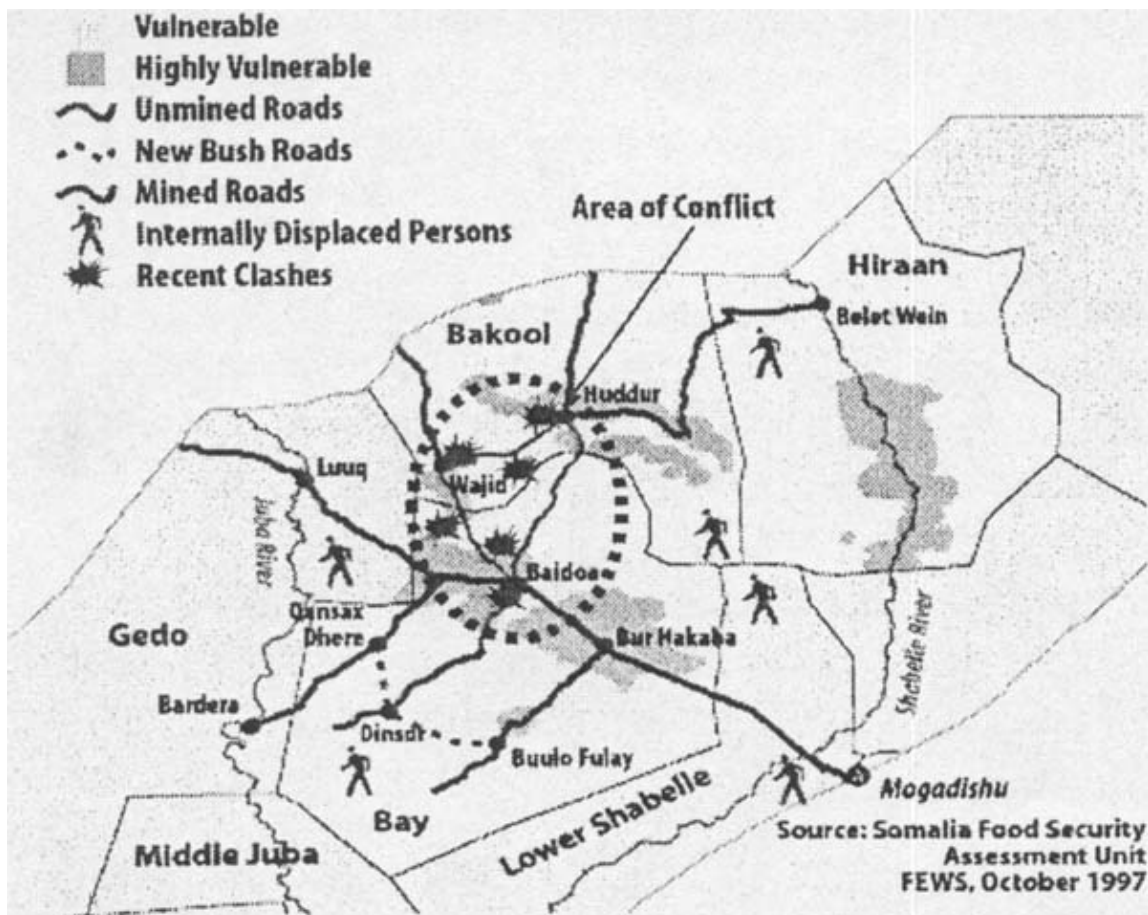 Vulnerable
Highly Vulnerable
Unmined Roads
New Bush Roads
Mined Roads
Internally Displaced Persons
Recent Clashes
Area of Conflict
Hiraan
Belet Wein
Bakool
Huddur
Luuq
Wajid
Juba River
Baidoa
Qansax
Dhere
Gedo
Bur Hakaba
Shabelle River
Bardera
Dinsor
Buulo Fulay
Mogadishu
Bay
Lower Shabelle
Middle Juba
Source: Somalia Food Security
Assessment Unit
FEWS, October 1997